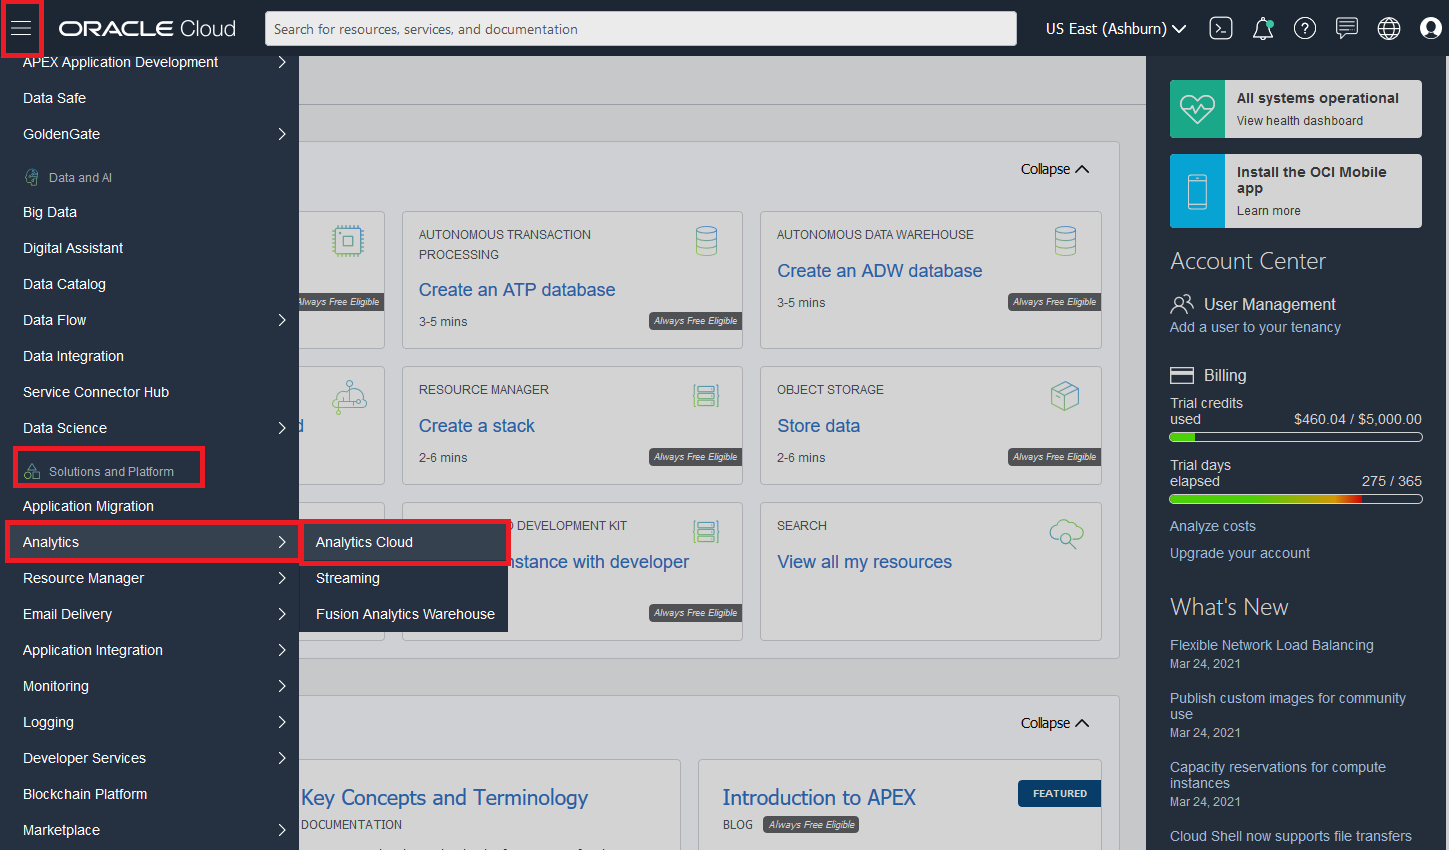 ORACLE Cloud
Search for resources, services, and documentation
US East (Ashburn)
APEX Application Development
Data Safe
GoldenGate
Data and AI
Big Data
Digital Assistant
Data Catalog
Data Flow
Data Integration
Service Connector Hub
Data Science
Solutions and Platform
Application Migration
Analytics
Resource Manager
Email Delivery
Application Integration
Monitoring
Logging
Developer Services
Blockchain Platform
Marketplace
Analytics Cloud
Streaming
Fusion Analytics Warehouse
Collapse
Always Free Eligible
AUTONOMOUS TRANSACTION
PROCESSING
Create an ATP database
3-5 mins
Always Free Eligible
AUTONOMOUS DATA WAREHOUSE
Create an ADW database
3-5 mins
Always Free Eligible
d
RESOURCE MANAGER
Create a stack
2-6 mins
Always Free Eligible
OBJECT STORAGE
Store data
2-6 mins
Always Free Eligible
DEVELOPMENT KIT
nstance with developer
Always Free Eligible
SEARCH
View all my resources
Collapse
Key Concepts and Terminology
DOCUMENTATION
FEATURED
Introduction to APEX
BLOG Always Free Eligible
All systems operational
View health dashboard
Install the OCI Mobile
app
Learn more
Account Center
User Management
Add a user to your tenancy
Billing
Trial credits
used $460.04 / $5,000.00
Trial days
elapsed 275 / 365
Analyze costs
Upgrade your account
What's New
Flexible Network Load Balancing
Mar 24, 2021
Publish custom images for community
use
Mar 24, 2021
Capacity reservations for compute
instances
Mar 24, 2021
Cloud Shell now supports file transfers